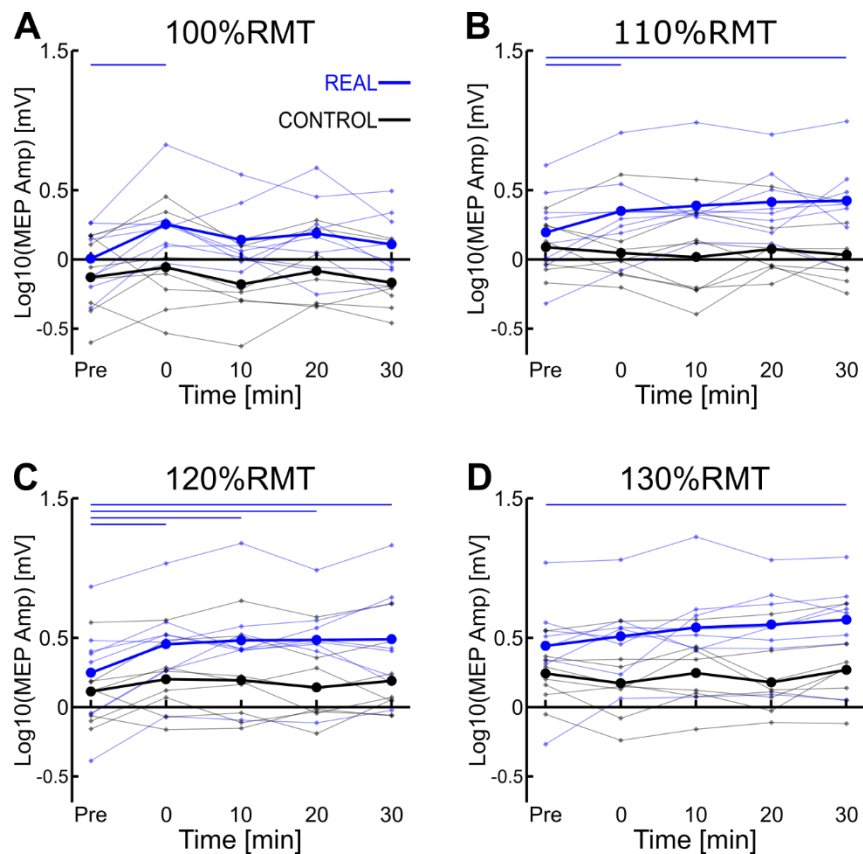 A
100%RMT
1.5
0.5
0
-0.5
Log10(MEP Amp) [mV]
REAL
CONTROL
Pre 0 10 20 30
Time [min]
B
110%RMT
1.5
0.5
0
-0.5
Log10(MEP Amp) [mV]
Pre 0 10 20 30
Time [min]
C
120%RMT
1.5
0.5
0
-0.5
Log10(MEP Amp) [mV]
Pre 0 10 20 30
Time [min]
D
130%RMT
1.5
0.5
0
-0.5
Log10(MEP Amp) [mV]
Pre 0 10 20 30
Time [min]